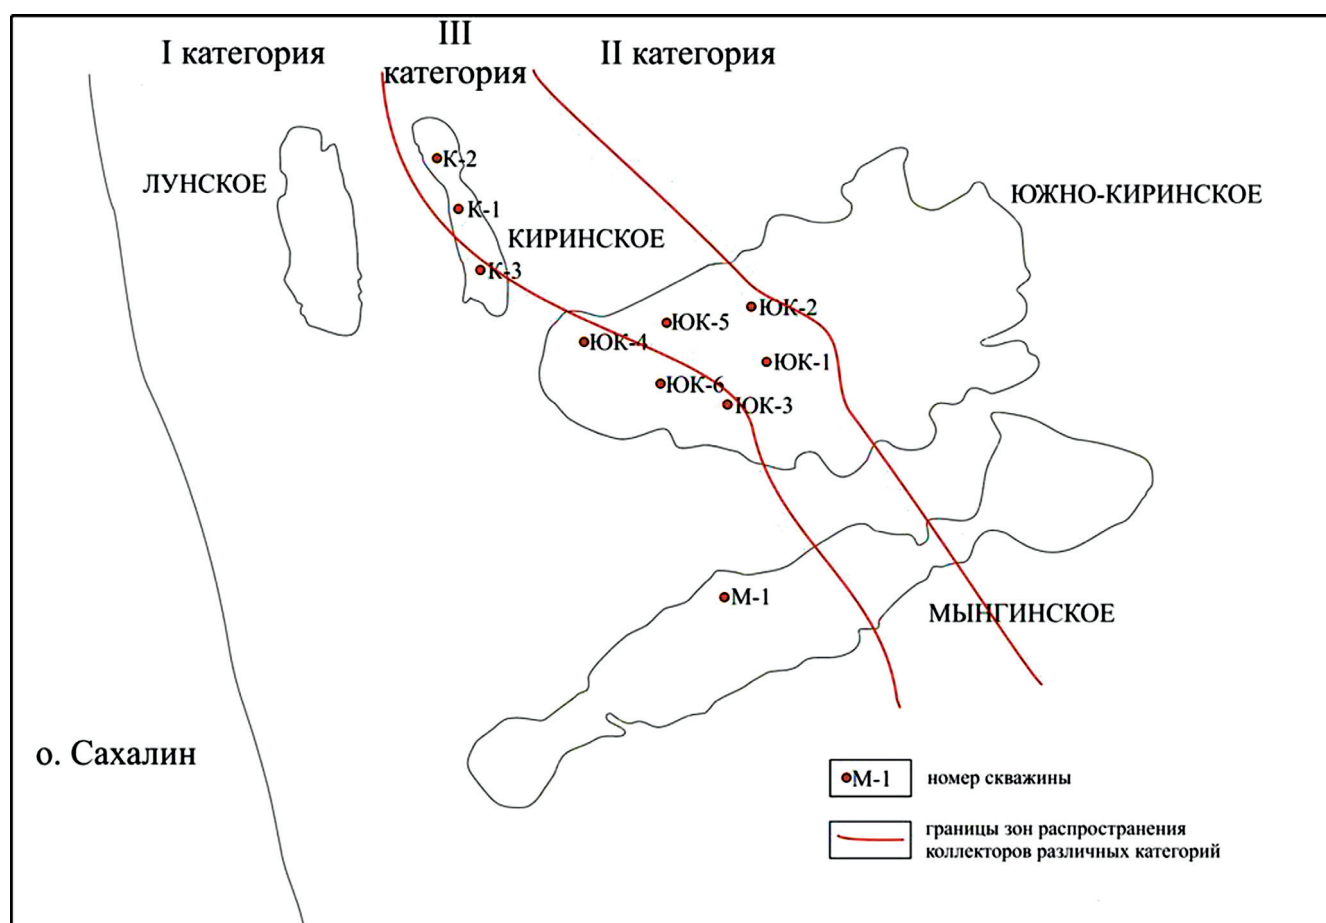 I категория
III
категория
II категория
ЛУНСКОЕ
К-2
К-1
КИРИНСКОЕ
К-3
ЮЖНО-КИРИНСКОЕ
ЮК-2
ЮК-5
ЮК-4
ЮК-1
ЮК-6
ЮК-3
М-1
МЫНГИНСКОЕ
о. Сахалин
М-1
номер скважины
границы зон распространения
коллекторов различных категорий